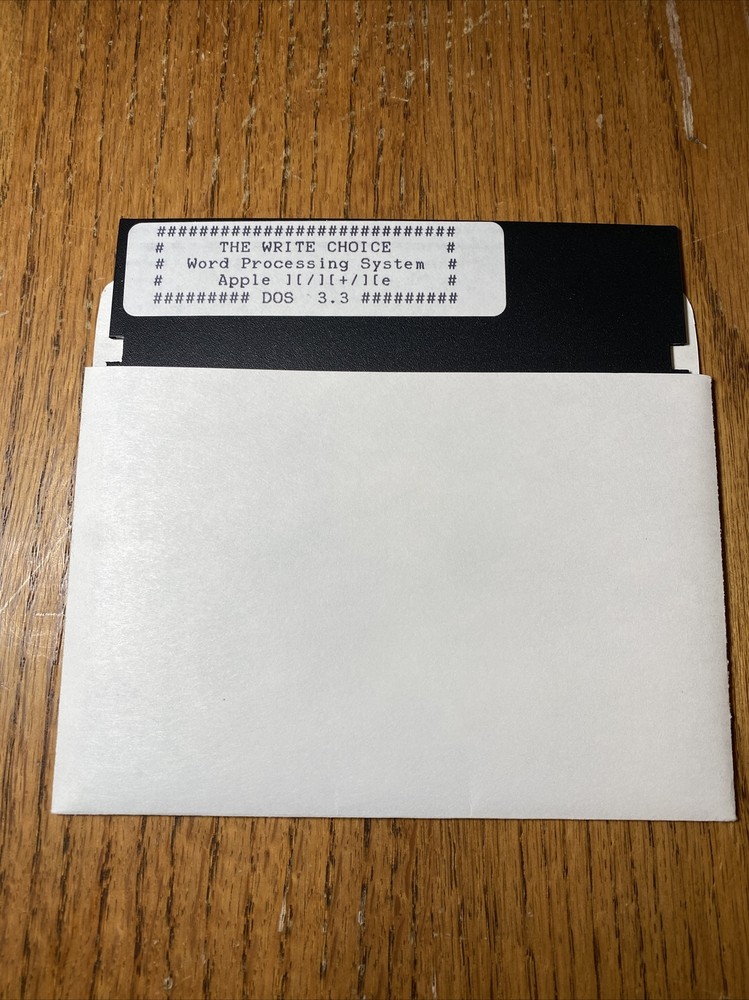 ############################
# THE WRITE CHOICE #
# Word Processing System #
# Apple ][/][+/][e #
######### DOS 3.3 #########